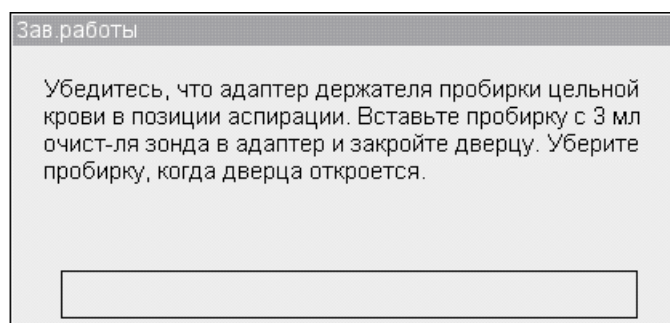 Зав.работы
Убедитесь, что адаптер держателя пробирки цельной
крови в позиции аспирации. Вставьте пробирку с 3 мл
очист-ля зонда в адаптер и закройте дверцу. Уберите
пробирку, когда дверца откроется.